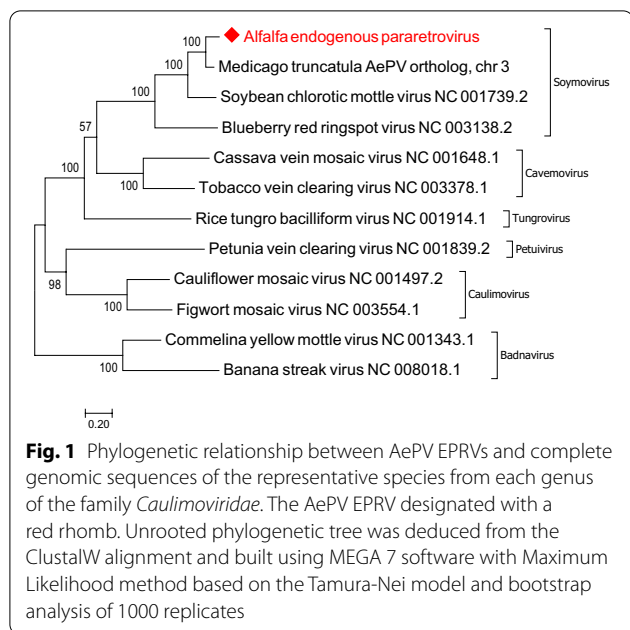 100
Alfalfa endogenous pararetrovirus
100
Medicago truncatula AePV ortholog, chr 3
Soymovirus
100
Soybean chlorotic mottle virus NC 001739.2
57
Blueberry red ringspot virus NC 003138.2
Cassava vein mosaic virus NC 001648.1
Cavemovirus
100
100
Tobacco vein clearing virus NC 003378.1
Rice tungro bacilliform virus NC 001914.1
Tungrovirus
Petunia vein clearing virus NC 001839.2
Petuivirus
98
Cauliflower mosaic virus NC 001497.2
Caulimovirus
100
Figwort mosaic virus NC 003554.1
Commelina yellow mottle virus NC 001343.1
Badnavirus
100
Banana streak virus NC 008018.1
0.20
Fig. 1 Phylogenetic relationship between AePV EPRVs and complete
genomic sequences of the representative species from each genus
of the family Caulimoviridae. The AePV EPRV designated with a
red rhomb. Unrooted phylogenetic tree was deduced from the
ClustalW alignment and built using MEGA 7 software with Maximum
Likelihood method based on the Tamura-Nei model and bootstrap
analysis of 1000 replicates